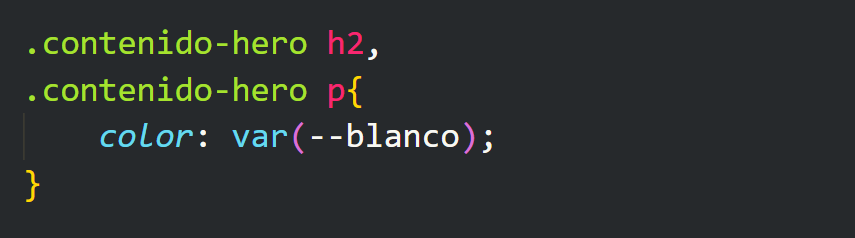 .contenido-hero h2,
.contenido-hero p{
    color: var(--blanco);
}